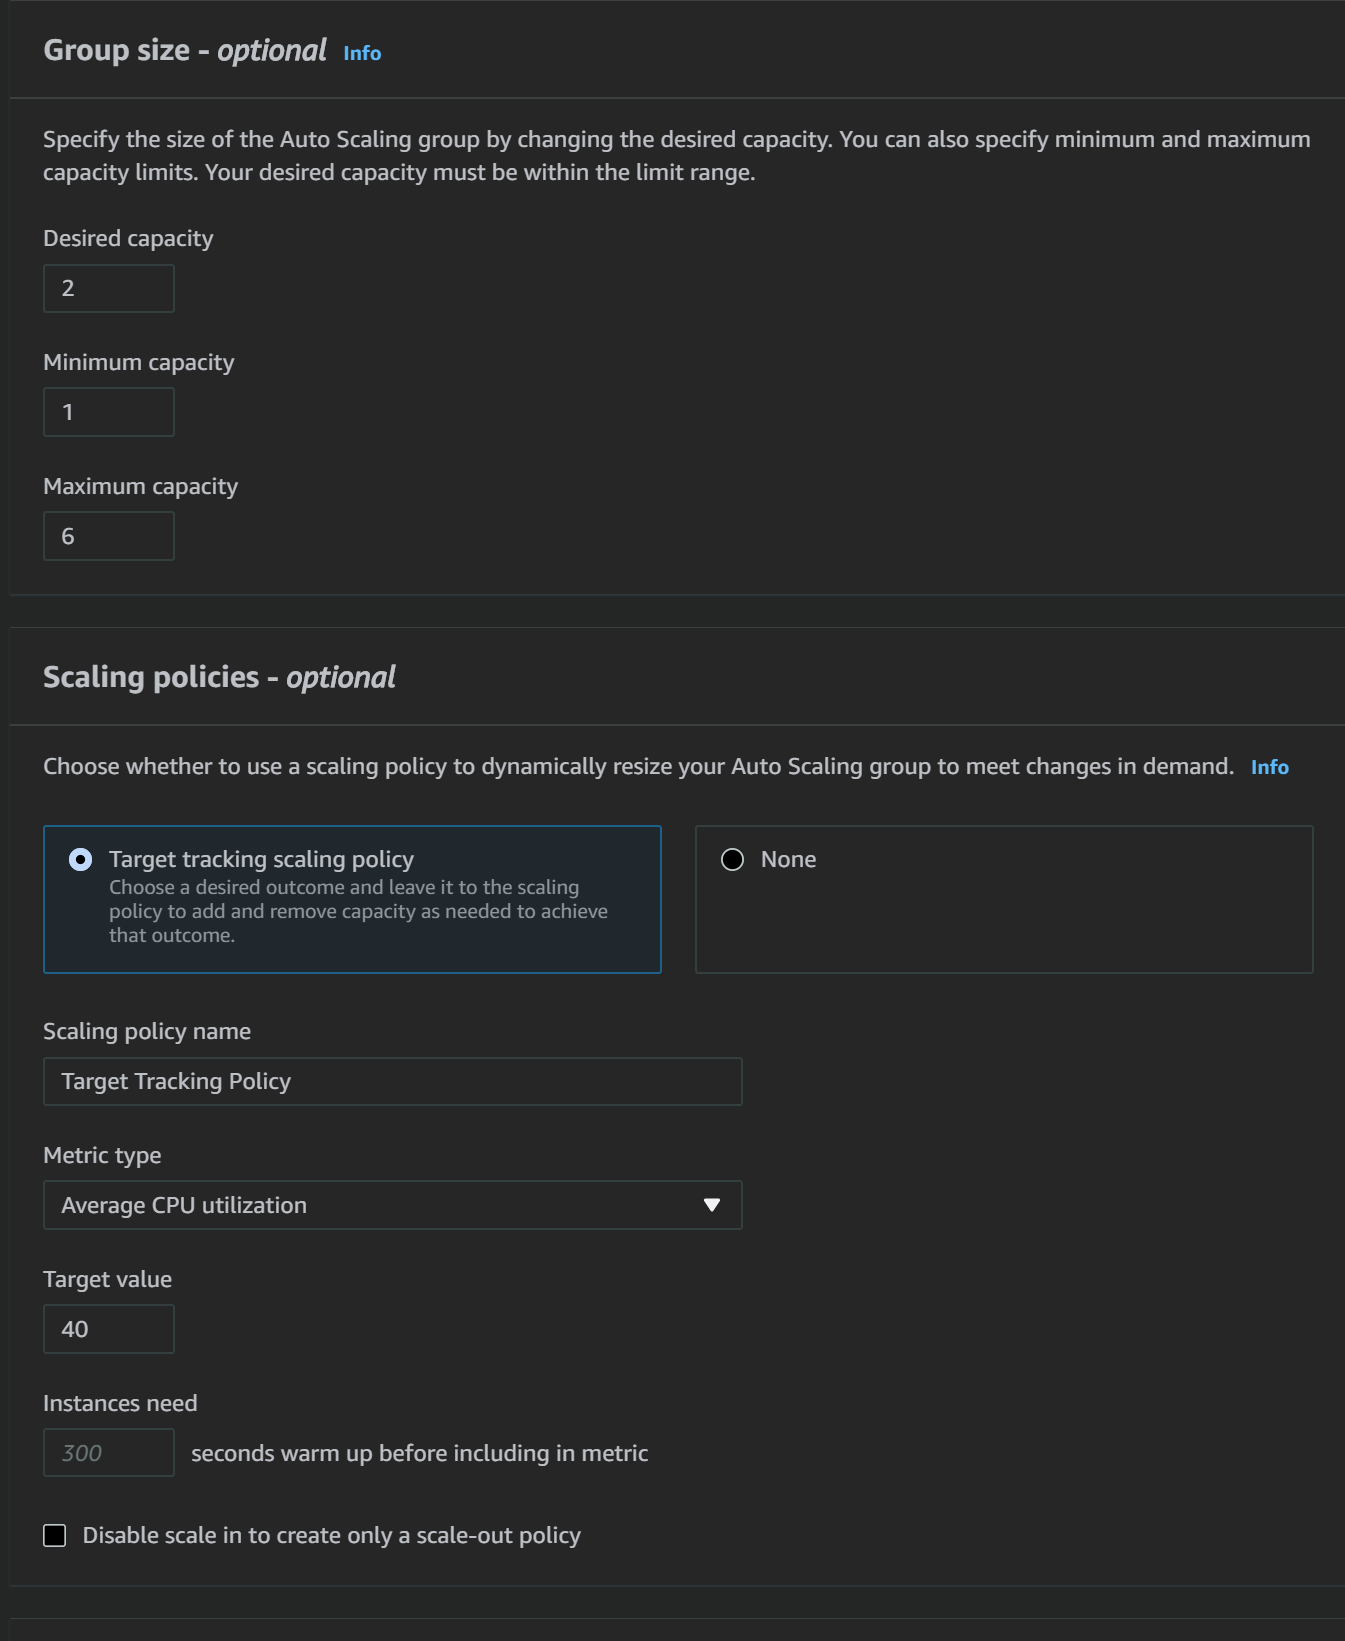 Group size - optional Info
Specify the size of the Auto Scaling group by changing the desired capacity. You can also specify minimum and maximum
capacity limits. Your desired capacity must be within the limit range.
Desired capacity
2
Minimum capacity
1
Maximum capacity
6
Scaling policies - optional
Choose whether to use a scaling policy to dynamically resize your Auto Scaling group to meet changes in demand. Info
Target tracking scaling policy
Choose a desired outcome and leave it to the scaling
policy to add and remove capacity as needed to achieve
that outcome.
None
Scaling policy name
Target Tracking Policy
Metric type
Average CPU utilization
Target value
40
Instances need
300 seconds warm up before including in metric
Disable scale in to create only a scale-out policy